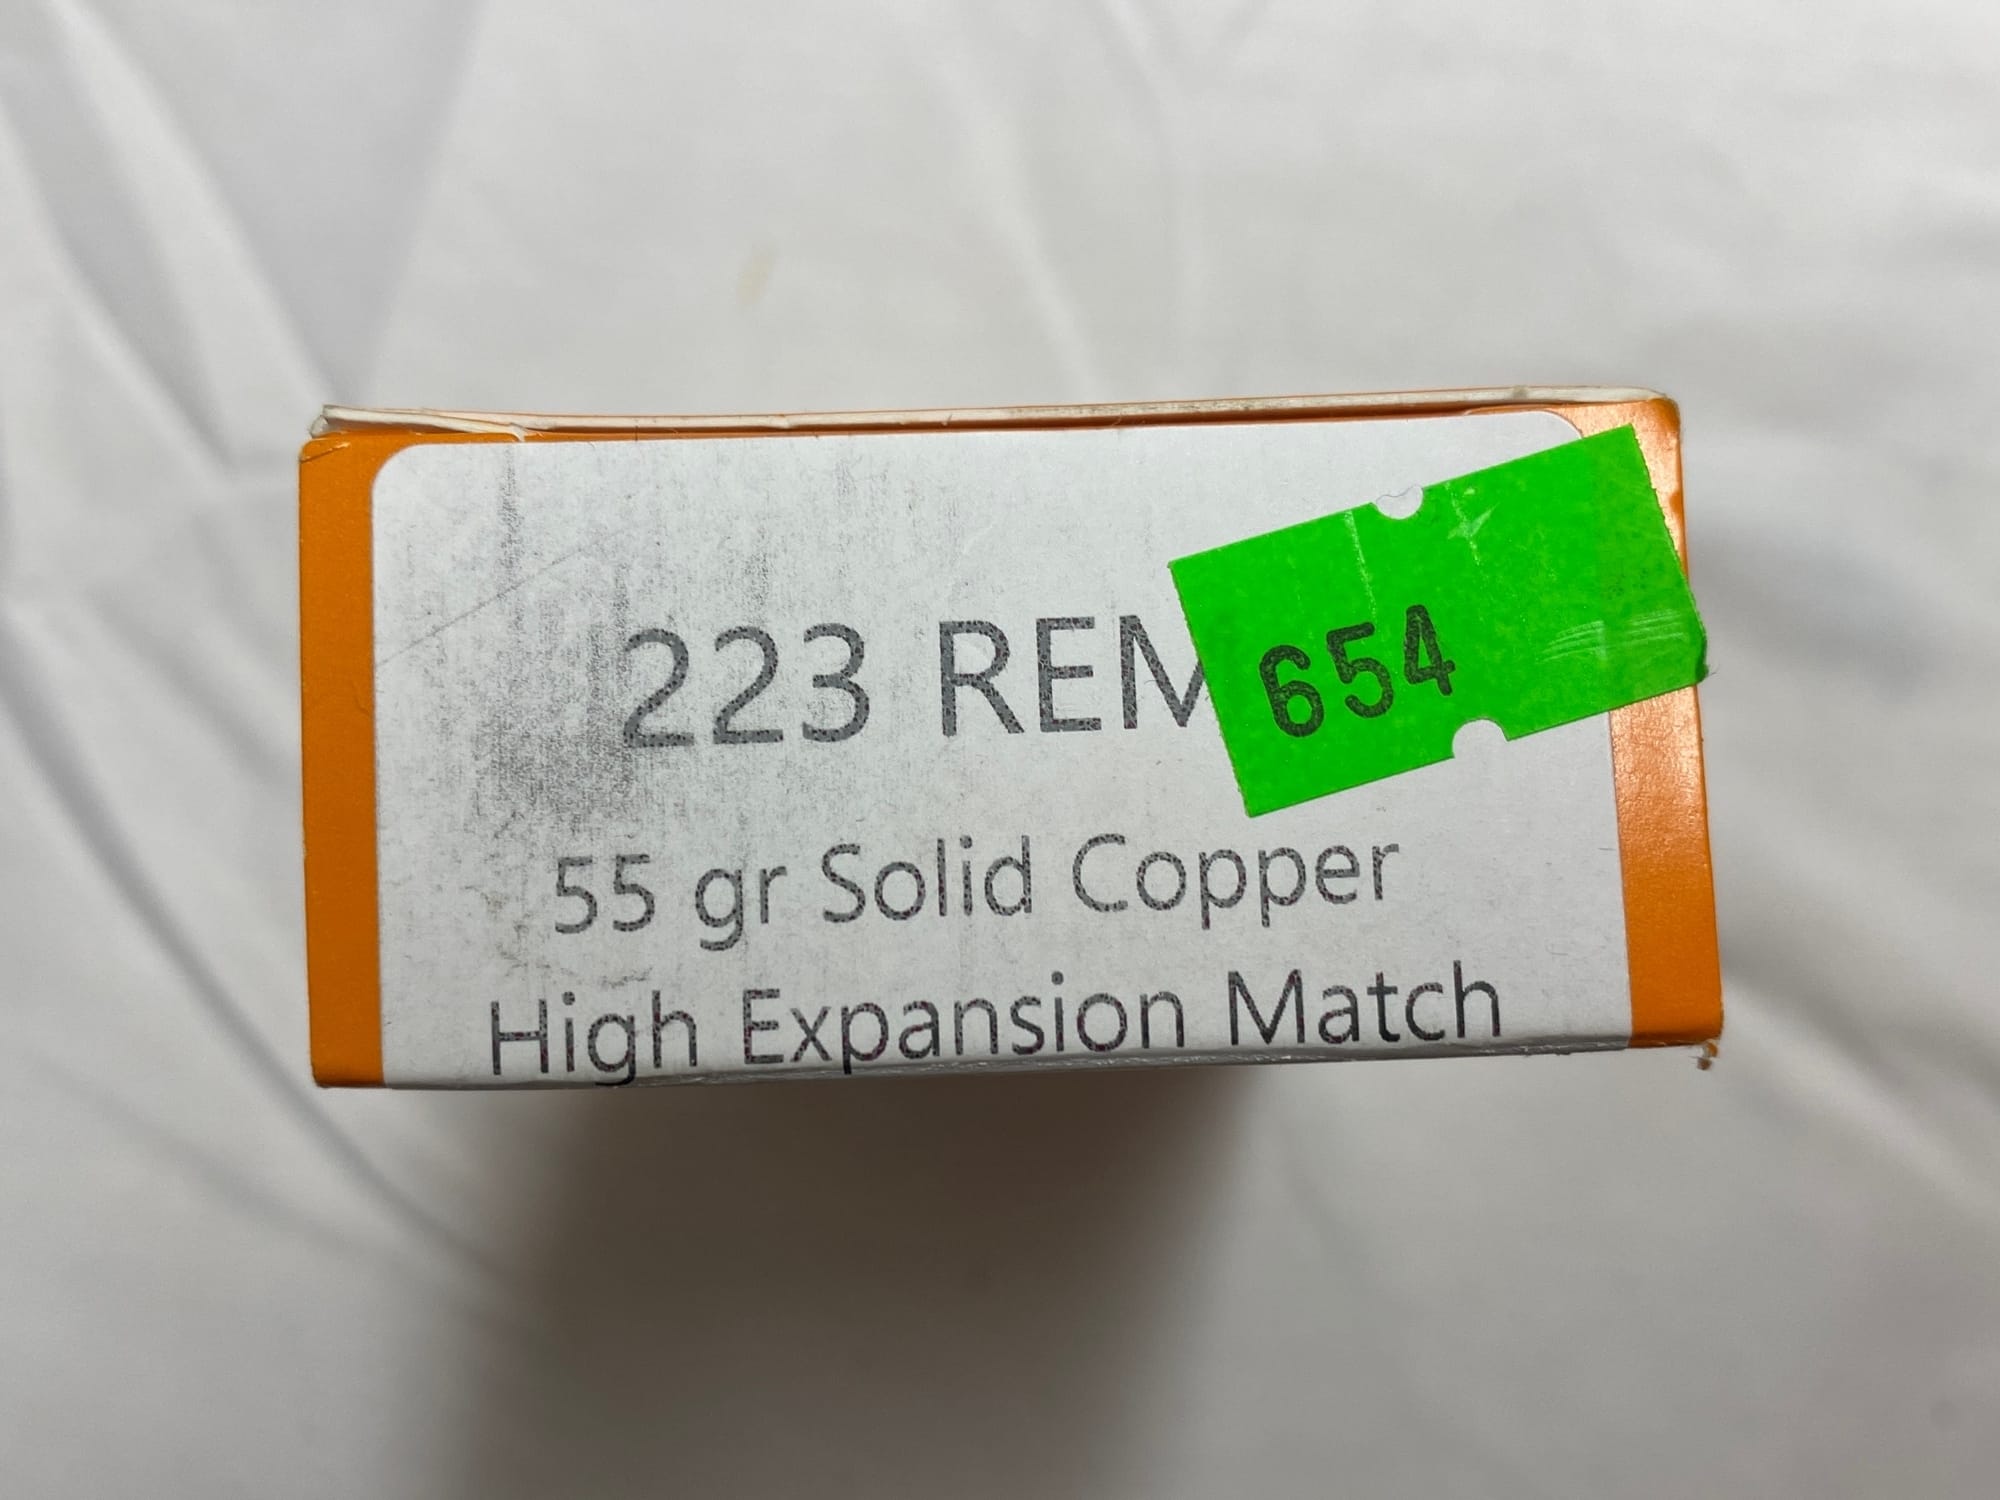 223 REM
654
55 gr Solid Copper
High Expansion Match